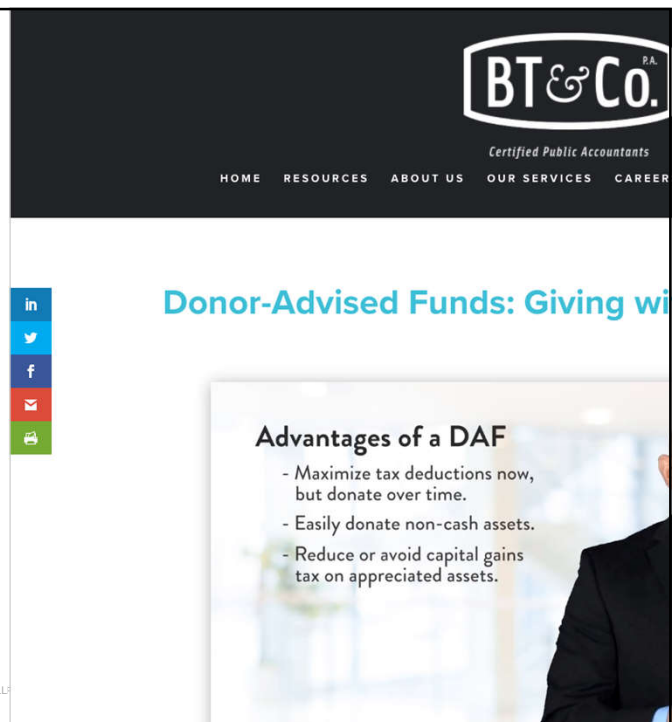 BT&Co.
P.A.
Certified Public Accountants
HOME RESOURCES ABOUT US OUR SERVICES CAREER
in
f
Donor-Advised Funds: Giving wi
Advantages of a DAF
- Maximize tax deductions now,
but donate over time.
- Easily donate non-cash assets.
- Reduce or avoid capital gains
tax on appreciated assets.